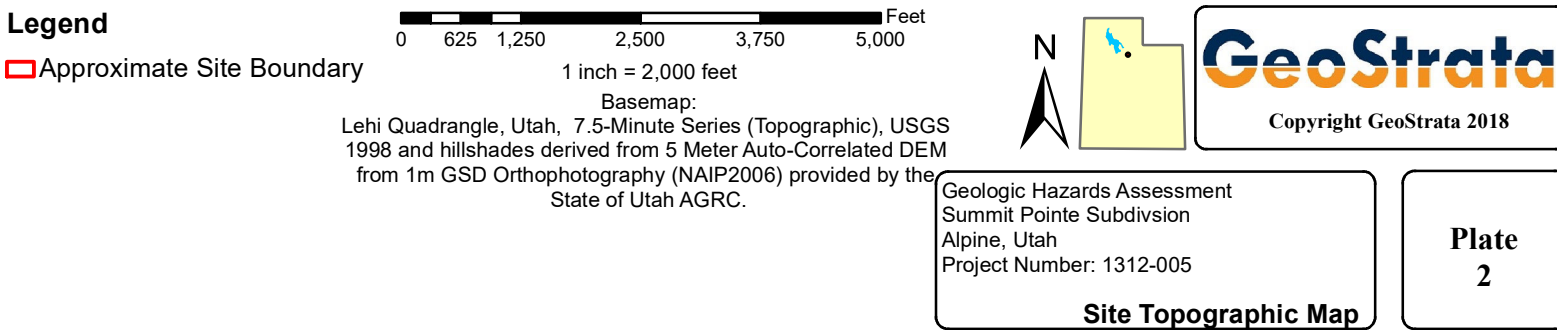 Legend
Approximate Site Boundary
Feet
0 625 1,250 2,500 3,750 5,000
1 inch = 2,000 feet
Basemap:
Lehi Quadrangle, Utah, 7.5-Minute Series (Topographic), USGS
1998 and hillshades derived from 5 Meter Auto-Correlated DEM
from 1m GSD Orthophotography (NAIP2006) provided by the
State of Utah AGRC.
N
GeoStrata
Copyright GeoStrata 2018
Geologic Hazards Assessment
Summit Pointe Subdivsion
Alpine, Utah
Project Number: 1312-005
Site Topographic Map
Plate
2